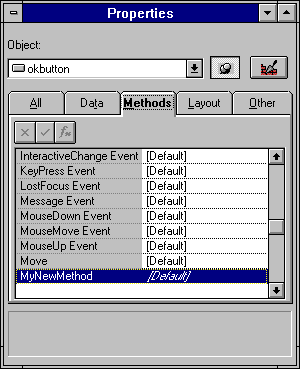 Properties
Object:
okbutton
All Data Methods Layout Other
fx
InteractiveChange Event [Default]
KeyPress Event [Default]
LostFocus Event [Default]
Message Event [Default]
MouseDown Event [Default]
MouseMove Event [Default]
MouseUp Event [Default]
Move [Default]
MyNewMethod [Default]